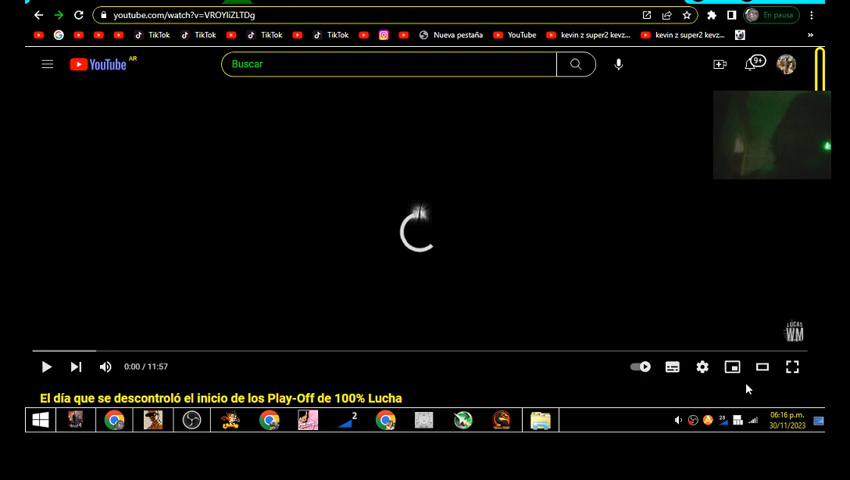 youtube.com/watch?v=VROYliZLTDg
En pausa
TikTok
TikTok
TikTok
TikTok
Nueva pestaña
YouTube
kevin z super2 kevz...
kevin z super2 kevz...
»
YouTube AR
Buscar
9+
LUCAS
WM
0:00 / 11:57
El día que se descontroló el inicio de los Play-Off de 100% Lucha
2
28
06:16 p.m.
30/11/2023